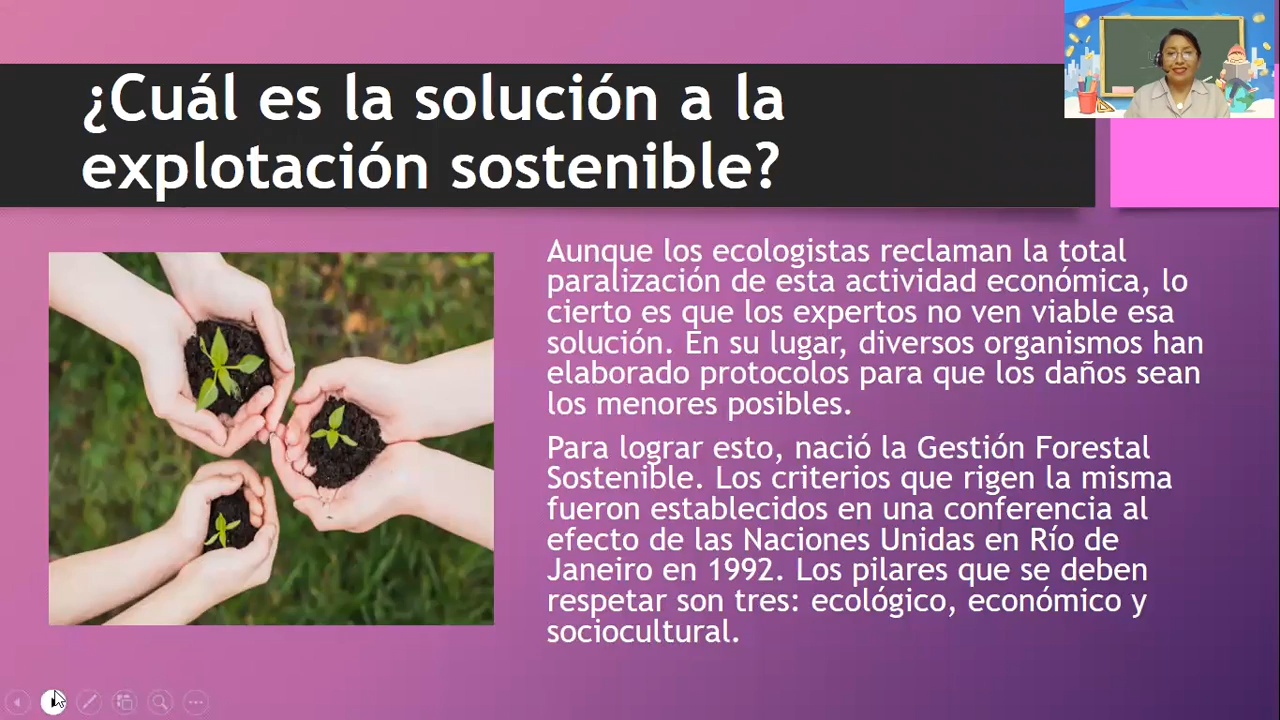 ¿Cuál es la solución a la
explotación sostenible?
Aunque los ecologistas reclaman la total
paralización de esta actividad económica, lo
cierto es que los expertos no ven viable esa
solución. En su lugar, diversos organismos han
elaborado protocolos para que los daños sean
los menores posibles.
Para lograr esto, nació la Gestión Forestal
Sostenible. Los criterios que rigen la misma
fueron establecidos en una conferencia al
efecto de las Naciones Unidas en Río de
Janeiro en 1992. Los pilares que se deben
respetar son tres: ecológico, económico y
sociocultural.